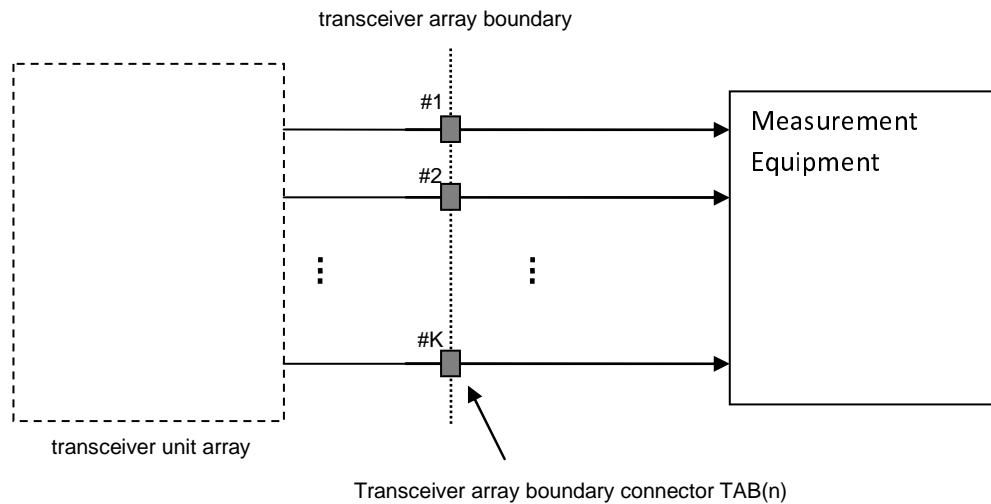 transceiver array boundary
#1
Measurement
Equipment
#2
#K
transceiver unit array
Transceiver array boundary connector TAB(n)